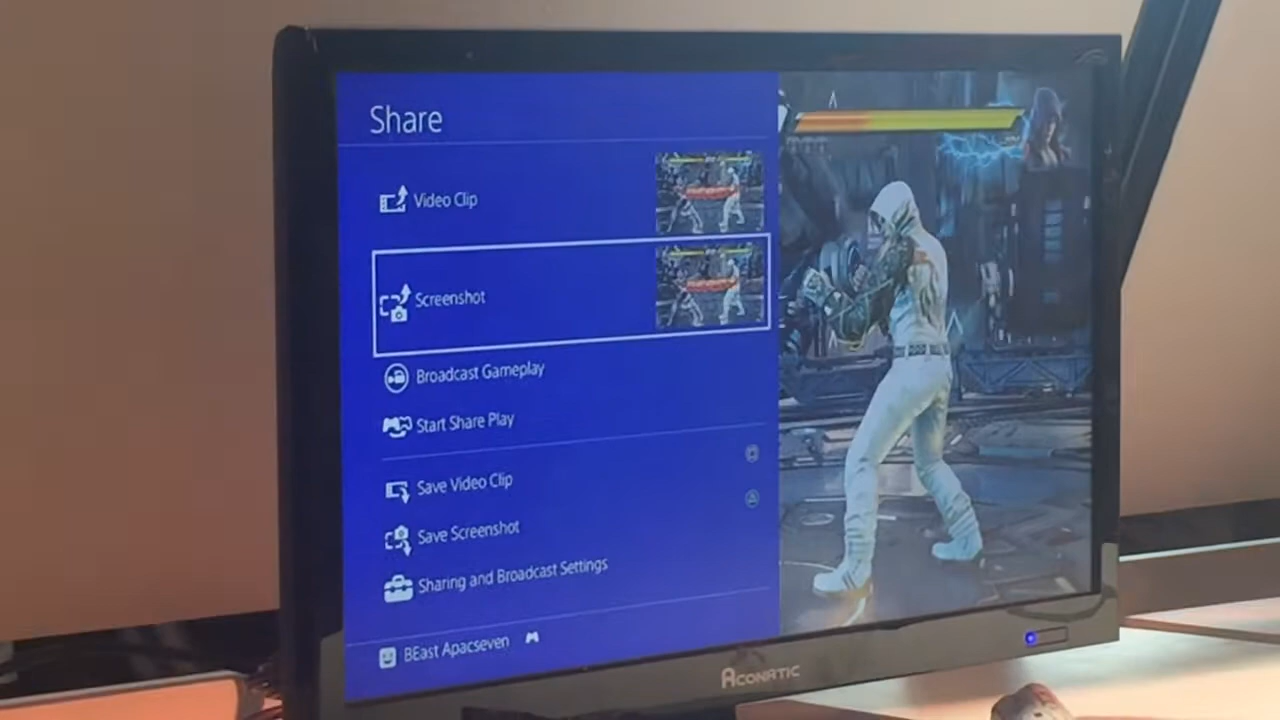 Share
Video Clip
Screenshot
Broadcast Gameplay
Start Share Play
Save Video Clip
Save Screenshot
Sharing and Broadcast Settings
BEast Apacseven
ACONATIC